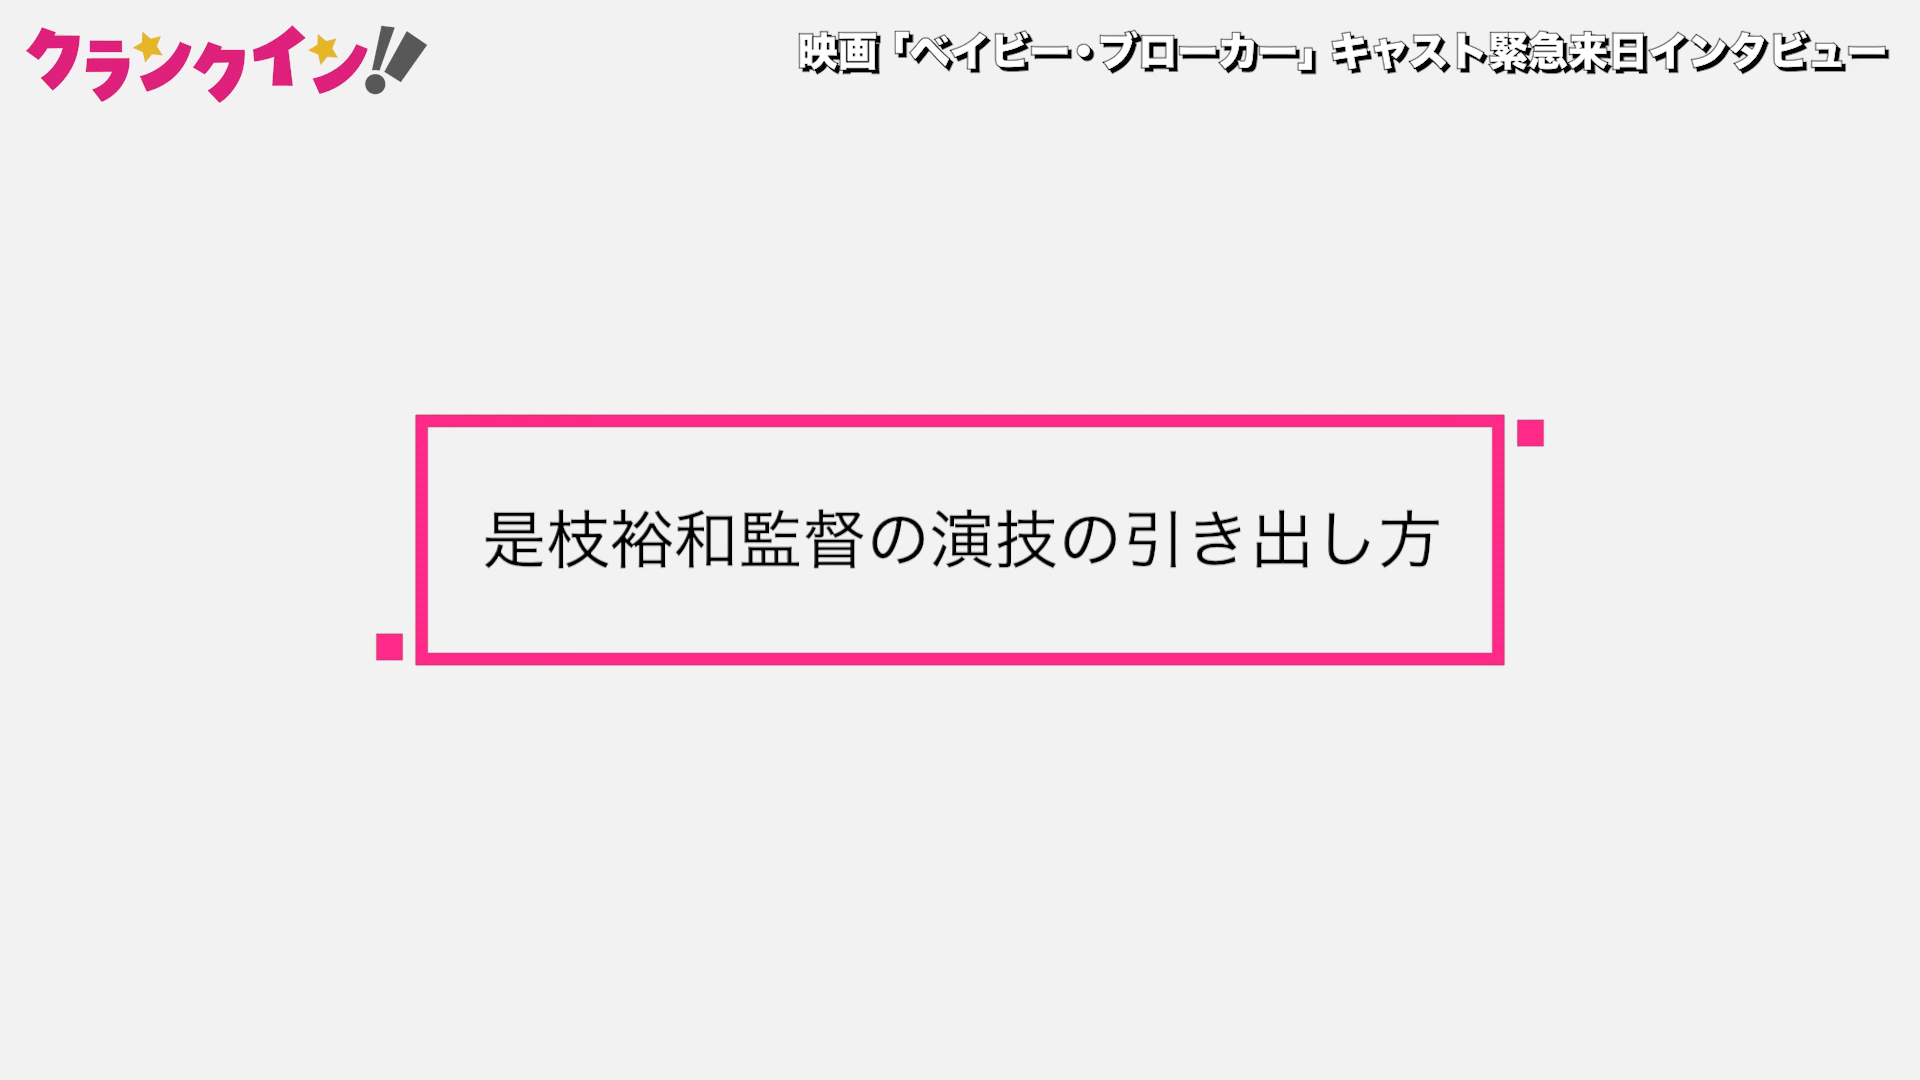 クランクイン!!
映画「ベイビー・ブローカー」キャスト緊急来日インタビュー
是枝裕和監督の演技の引き出し方